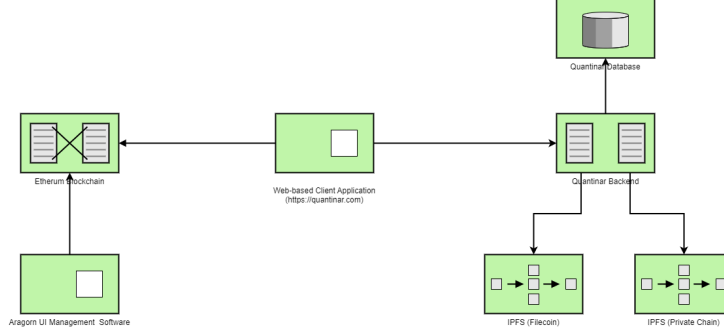 Quantinar Database
Etherum Blockchain
Web-based Client Application
(https://quantinar.com)
Quantinar Backend
Aragorn UI Management Software
IPFS (Filecoin)
IPFS (Private Chain)